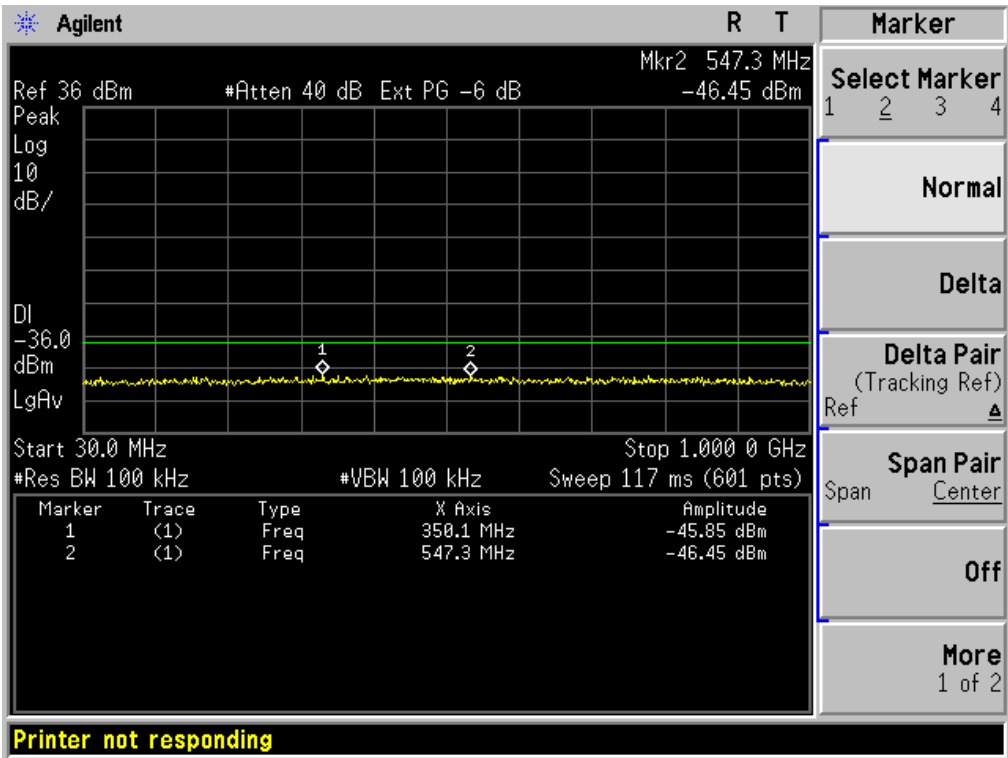 Agilent R T
Mkr2 547.3 MHz
Ref 36 dBm #Atten 40 dB Ext PG -6 dB -46.45 dBm
Peak
Log
10
dB/
DI
-36.0
dBm
LgAv
1 2
Start 30.0 MHz Stop 1.000 0 GHz
#Res BW 100 kHz #VBW 100 kHz Sweep 117 ms (601 pts)
Marker Trace Type X Axis Amplitude
1 (1) Freq 350.1 MHz -45.85 dBm
2 (1) Freq 547.3 MHz -46.45 dBm
Printer not responding
Marker
Select Marker
1 2 3 4
Normal
Delta
Delta Pair
(Tracking Ref)
Ref Δ
Span Pair
Span Center
Off
More
1 of 2